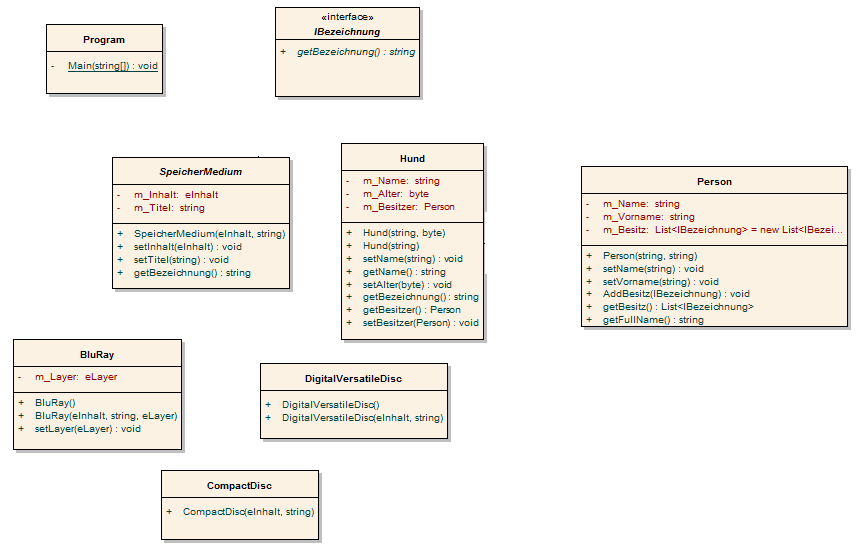 Program
- Main(string[]) : void
«interface»
IBezeichnung
+ getBezeichnung() : string
SpeicherMedium
- m_Inhalt: eInhalt
- m_Titel: string
+ SpeicherMedium(eInhalt, string)
+ setInhalt(eInhalt) : void
+ setTitel(string) : void
+ getBezeichnung() : string
Hund
- m_Name: string
- m_Alter: byte
- m_Besitzer: Person
+ Hund(string, byte)
+ Hund(string)
+ setName(string) : void
+ getName() : string
+ setAlter(byte) : void
+ getBezeichnung() : string
+ getBesitzer() : Person
+ setBesitzer(Person) : void
Person
- m_Name: string
- m_Vorname: string
- m_Besitz: List<IBezeichnung> = new List<IBezei...
+ Person(string, string)
+ setName(string) : void
+ setVorname(string) : void
+ AddBesitz(IBezeichnung) : void
+ getBesitz() : List<IBezeichnung>
+ getFullName() : string
BluRay
- m_Layer: eLayer
+ BluRay()
+ BluRay(eInhalt, string, eLayer)
+ setLayer(eLayer) : void
DigitalVersatileDisc
+ DigitalVersatileDisc()
+ DigitalVersatileDisc(eInhalt, string)
CompactDisc
+ CompactDisc(eInhalt, string)